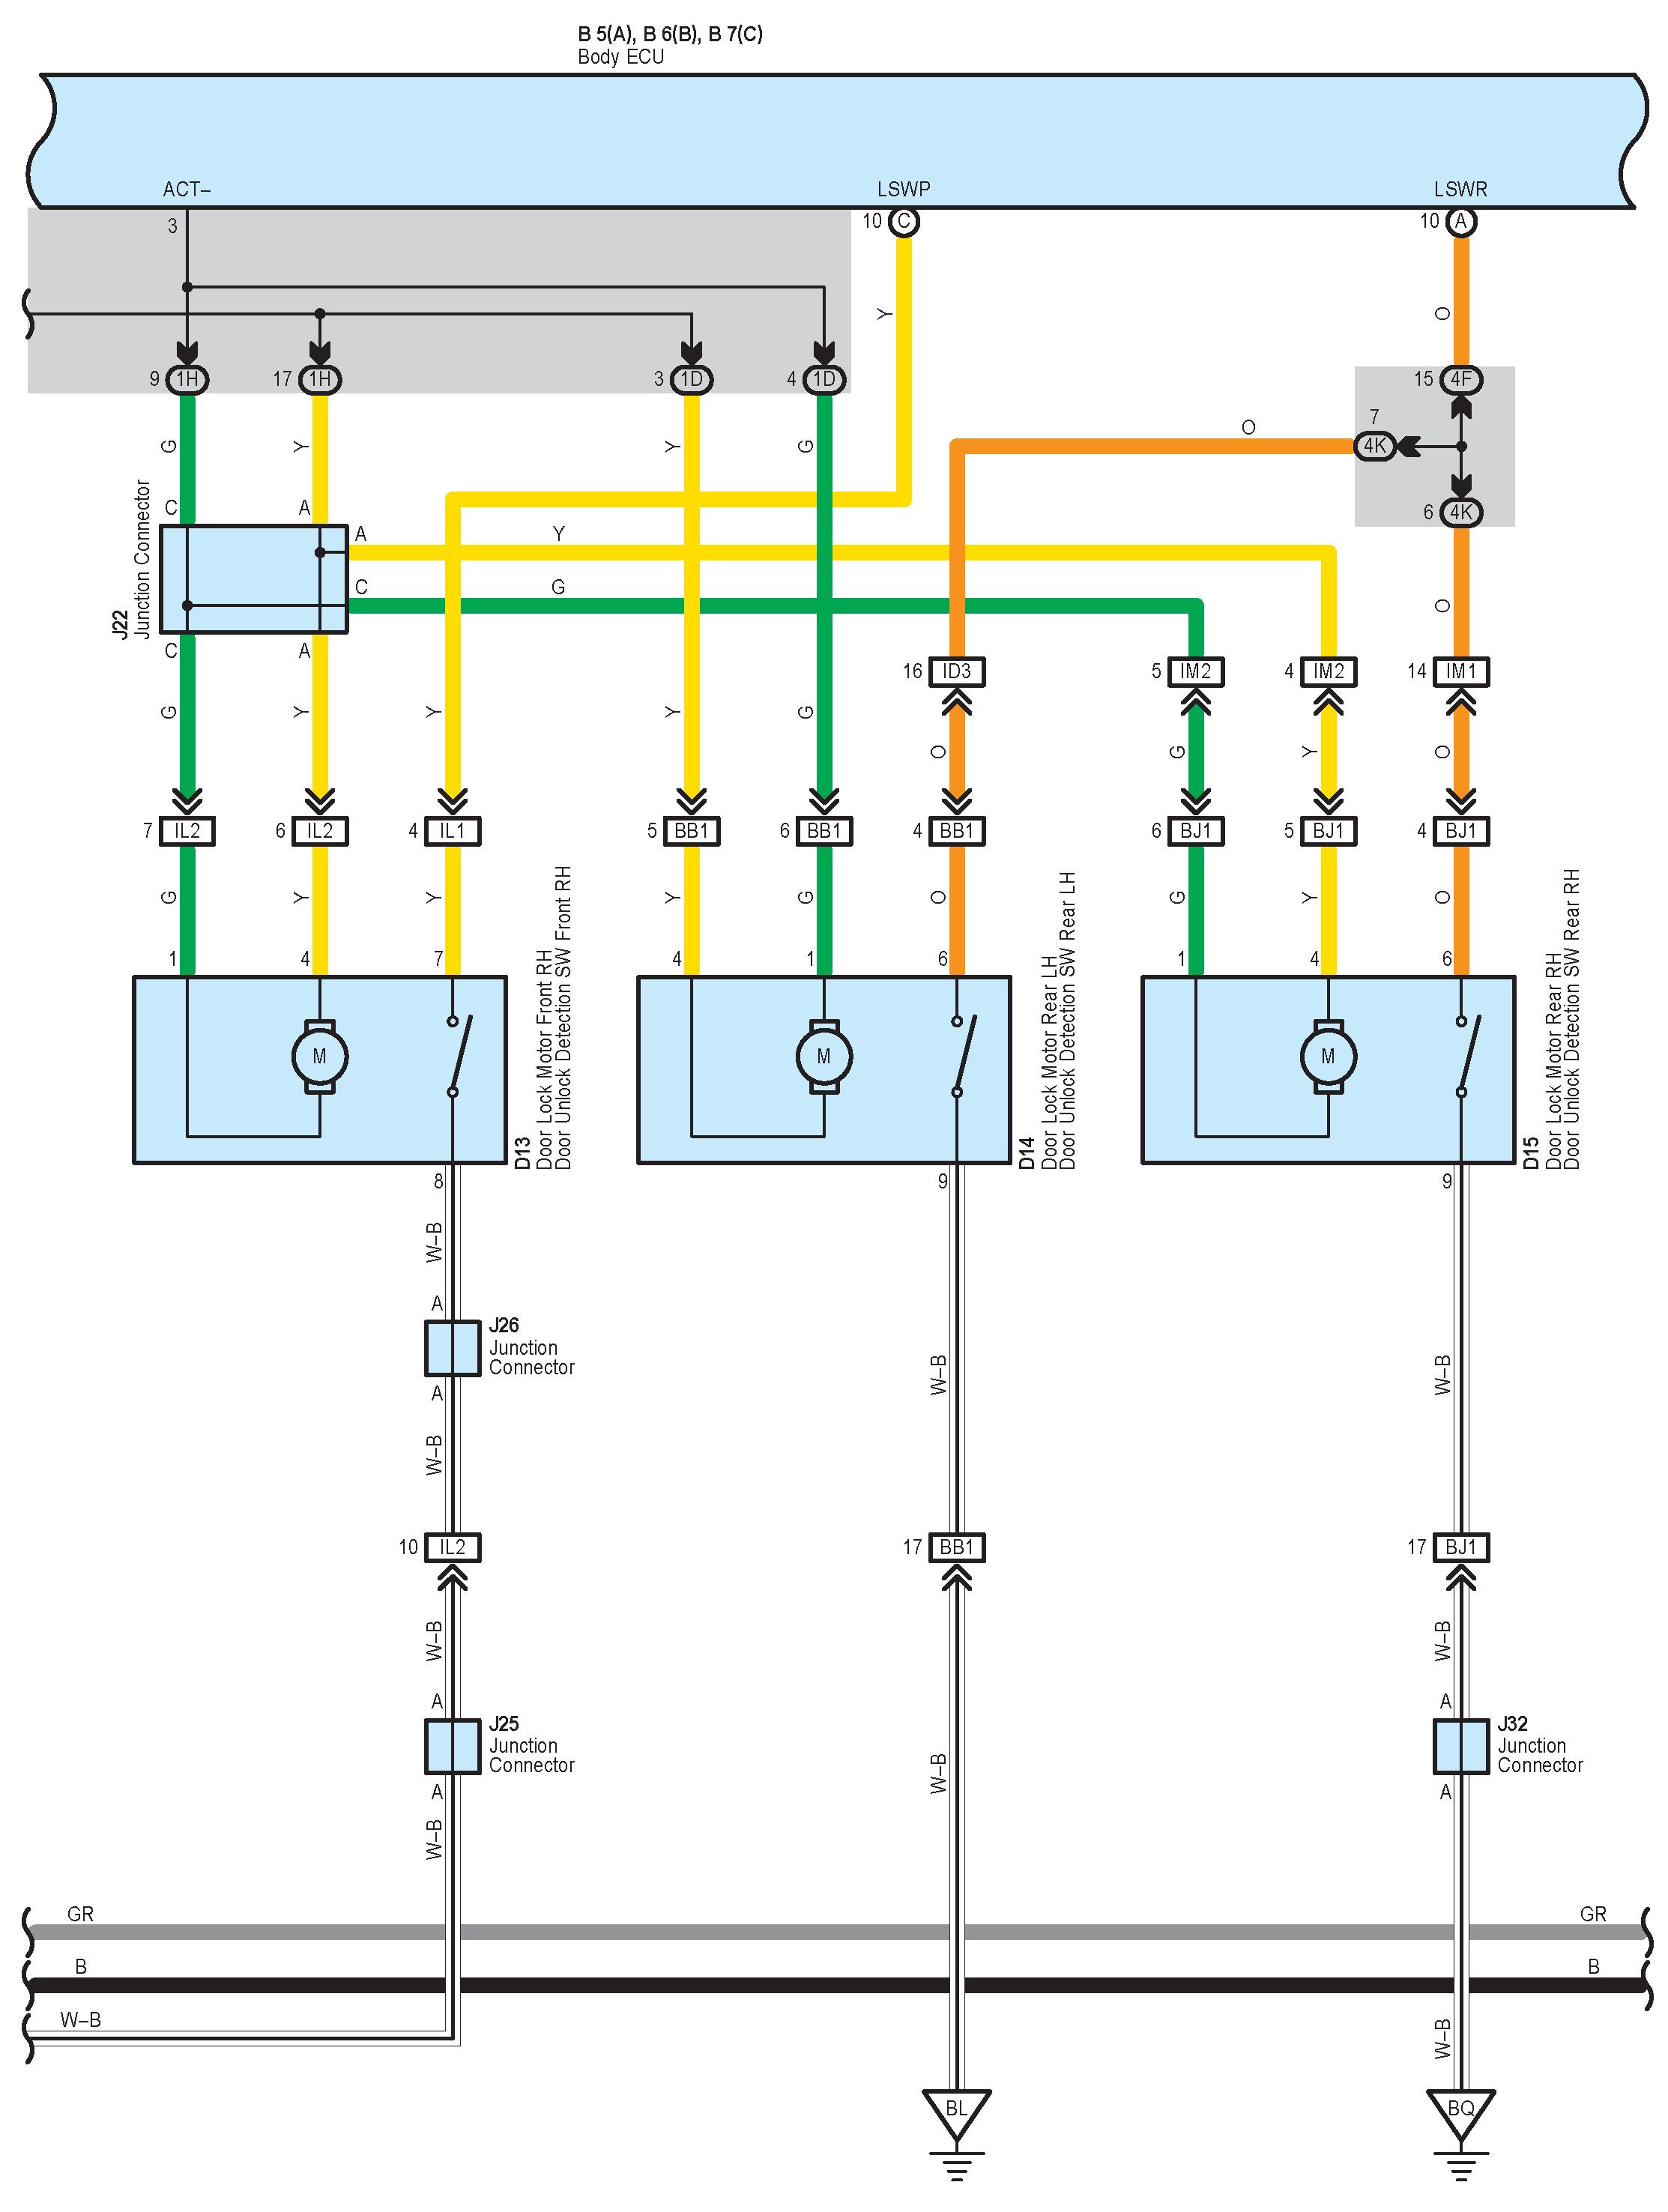 B 5(A), B 6(B), B 7(C)
Body ECU
ACT–
LSWP
LSWR
3
10 C
10 A
Y
O
9 1H
17 1H
3 1D
4 1D
15 4F
7
4K
6 4K
O
G
Y
Y
G
C
A
J22
Junction Connector
A
Y
C
G
O
C
A
16 ID3
5 IM2
4 IM2
14 IM1
G
Y
Y
Y
G
O
G
Y
O
7 IL2
6 IL2
4 IL1
5 BB1
6 BB1
4 BB1
6 BJ1
5 BJ1
4 BJ1
G
Y
Y
Y
G
O
G
Y
O
1
4
7
4
1
6
1
4
6
M
M
M
D13
Door Lock Motor Front RH
Door Unlock Detection SW Front RH
D14
Door Lock Motor Rear LH
Door Unlock Detection SW Rear LH
D15
Door Lock Motor Rear RH
Door Unlock Detection SW Rear RH
8
9
9
W–B
A
J26
Junction
Connector
A
W–B
W–B
W–B
10 IL2
17 BB1
17 BJ1
W–B
W–B
A
J25
Junction
Connector
A
W–B
A
J32
Junction
Connector
A
W–B
GR
GR
B
B
W–B
W–B
BL
BQ